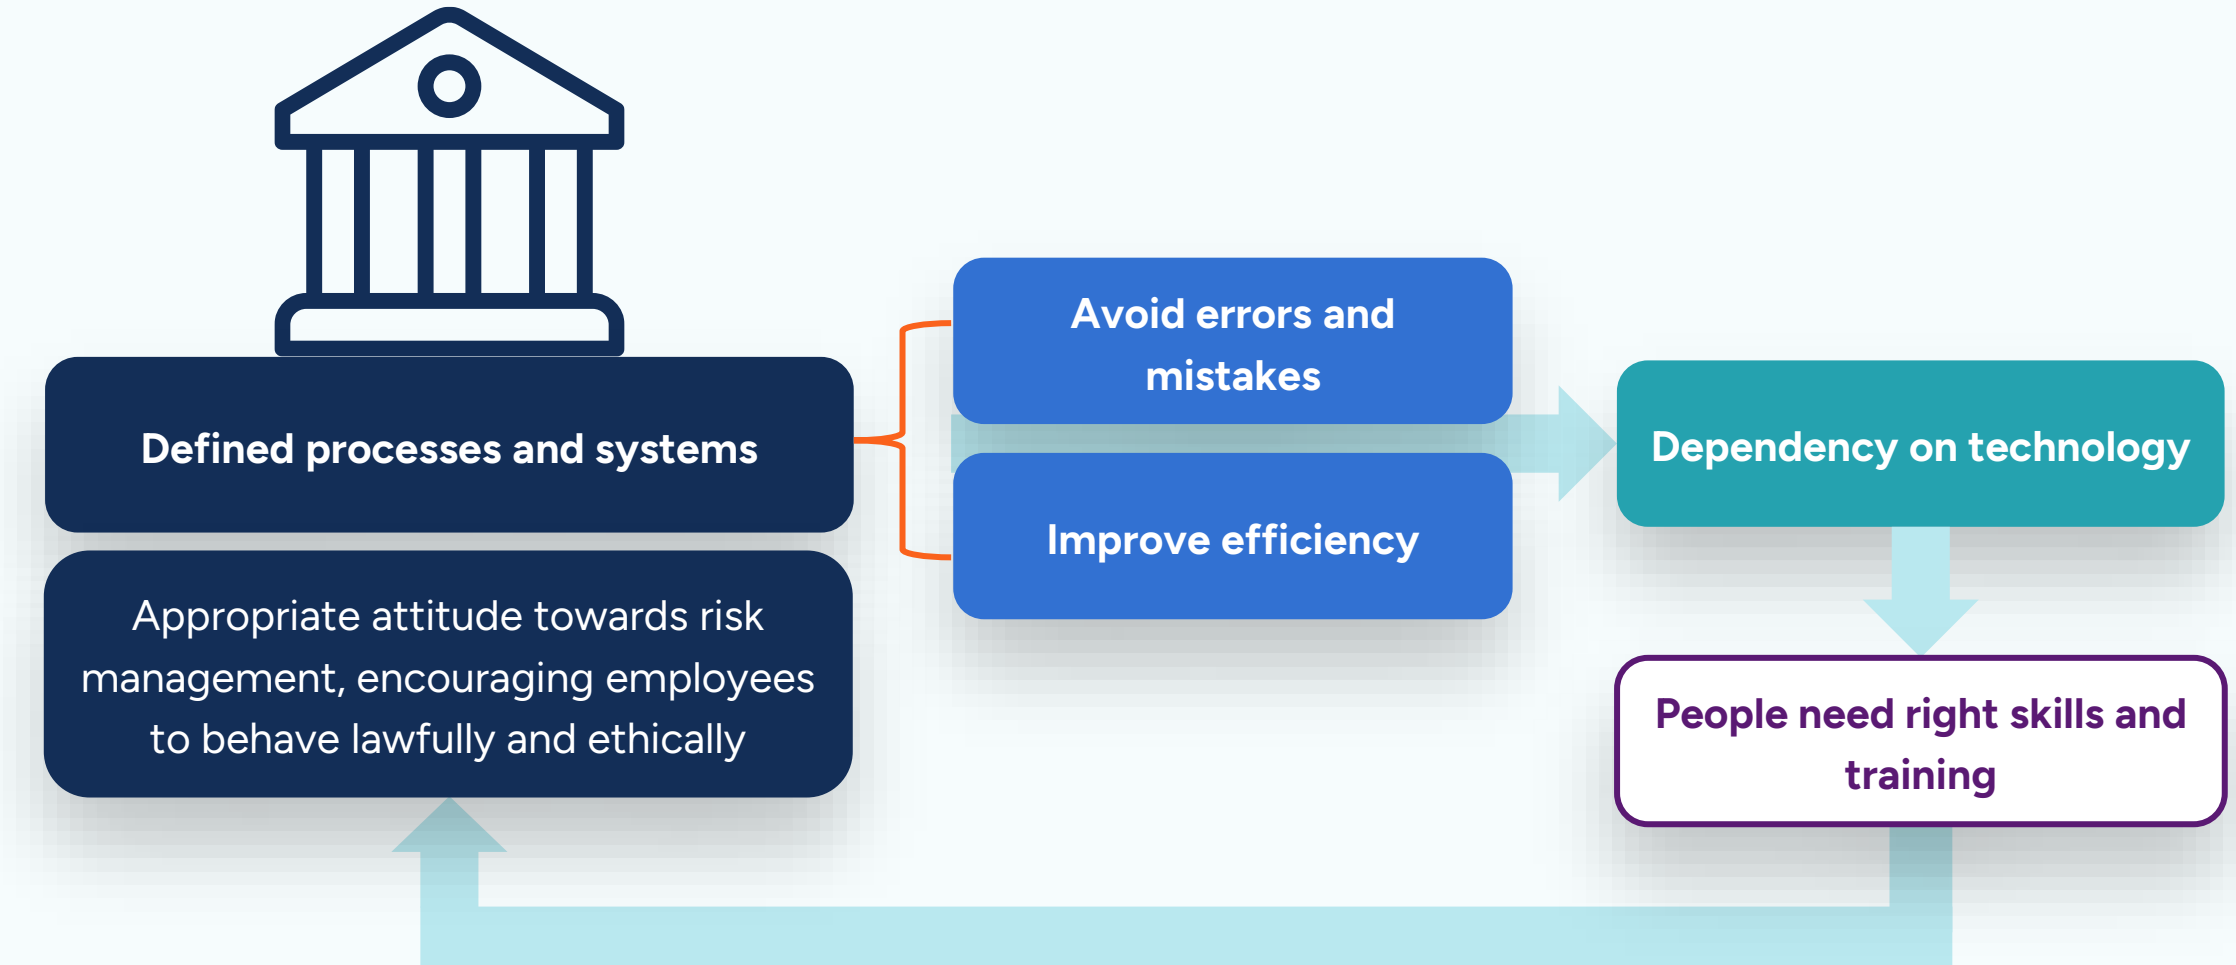 Defined processes and systems
Appropriate attitude towards risk
management, encouraging employees
to behave lawfully and ethically
Avoid errors and
mistakes
Improve efficiency
Dependency on technology
People need right skills and
training